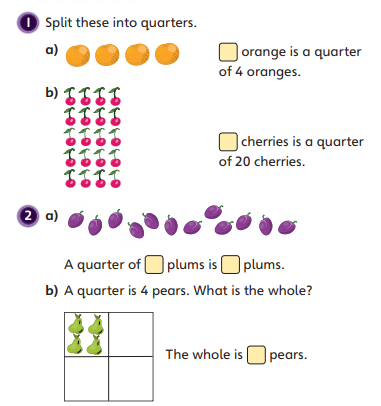 1 Split these into quarters.
a)
orange is a quarter
of 4 oranges.
b)
cherries is a quarter
of 20 cherries.
2 a)
A quarter of plums is plums.
b) A quarter is 4 pears. What is the whole?
The whole is pears.